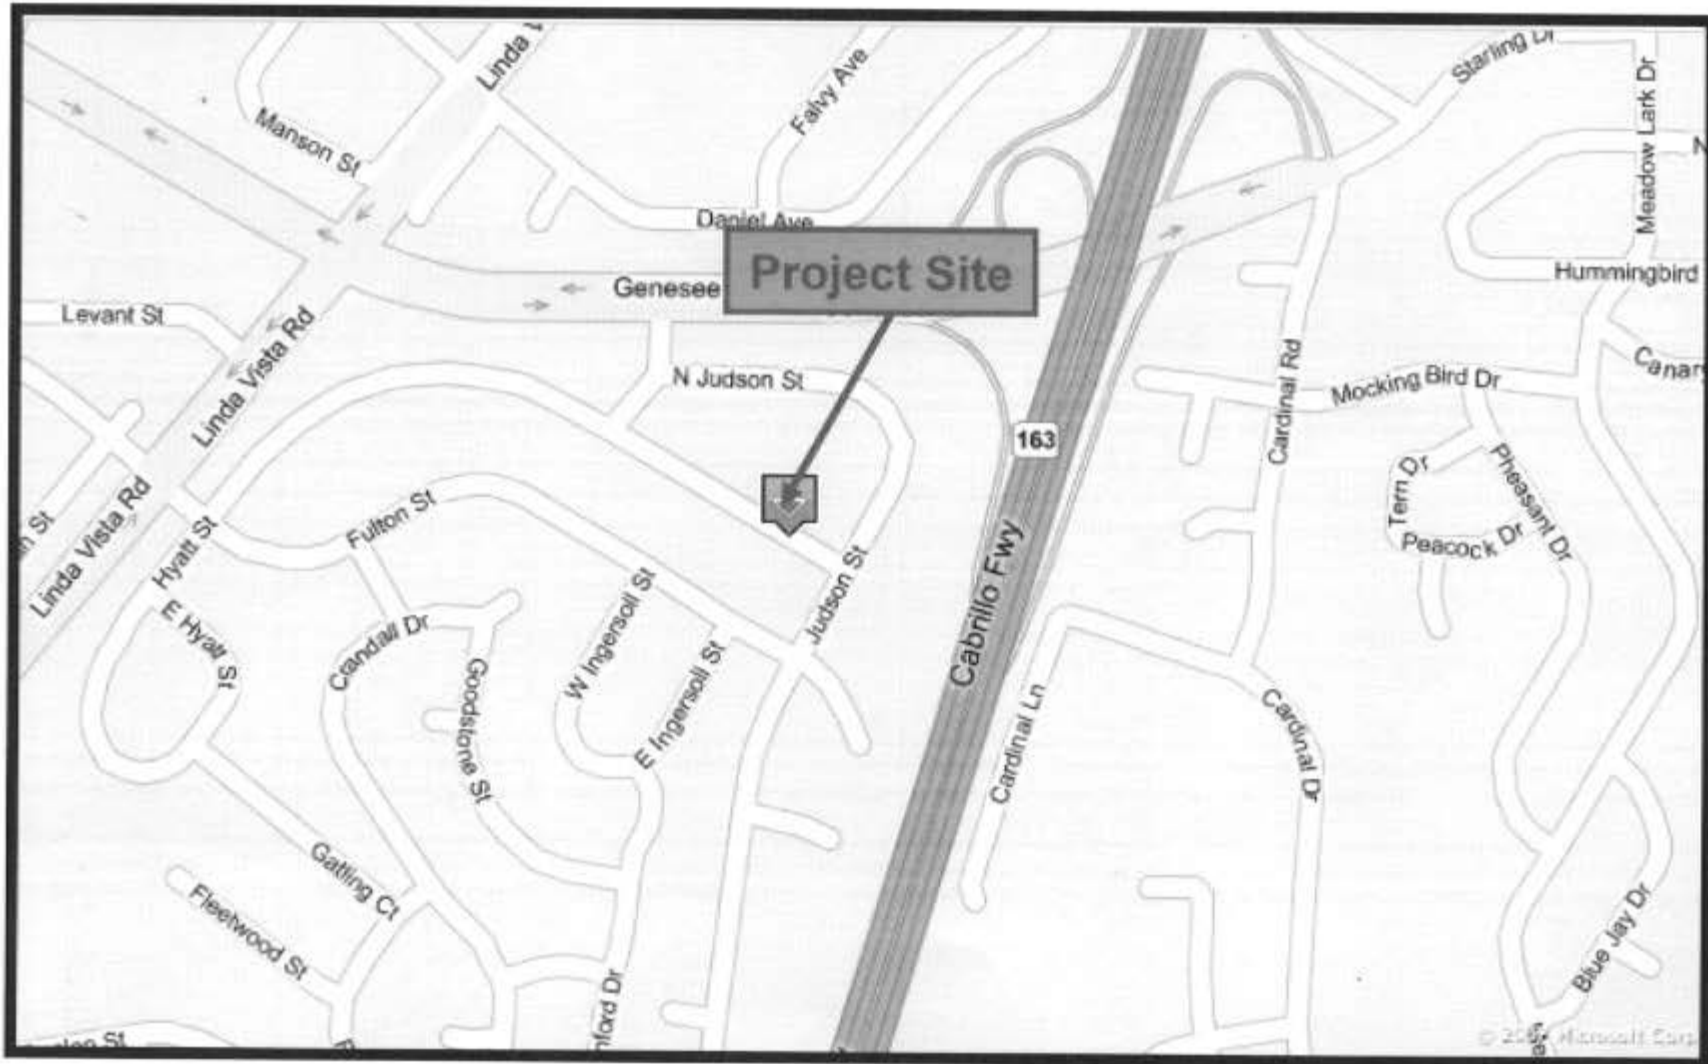 Linda
Starling Dr
Falvy Ave
Manson St
Meadow Lark Dr
Daniel Ave
Project Site
Genesee
Hummingbird
Levant St
Linda Vista Rd
N Judson St
Cardinal Rd
Mocking Bird Dr
163
Tern Dr
Pheasant Dr
Peacock Dr
Fulton St
Hyatt St
Linda Vista Rd
Cabrillo Fwy
Judson St
E Hyatt St
Crandall Dr
W Ingersoll St
E Ingersoll St
Goodstone St
Cardinal Ln
Cardinal Dr
Gatling Ct
Fleetwood St
Blue Jay Dr